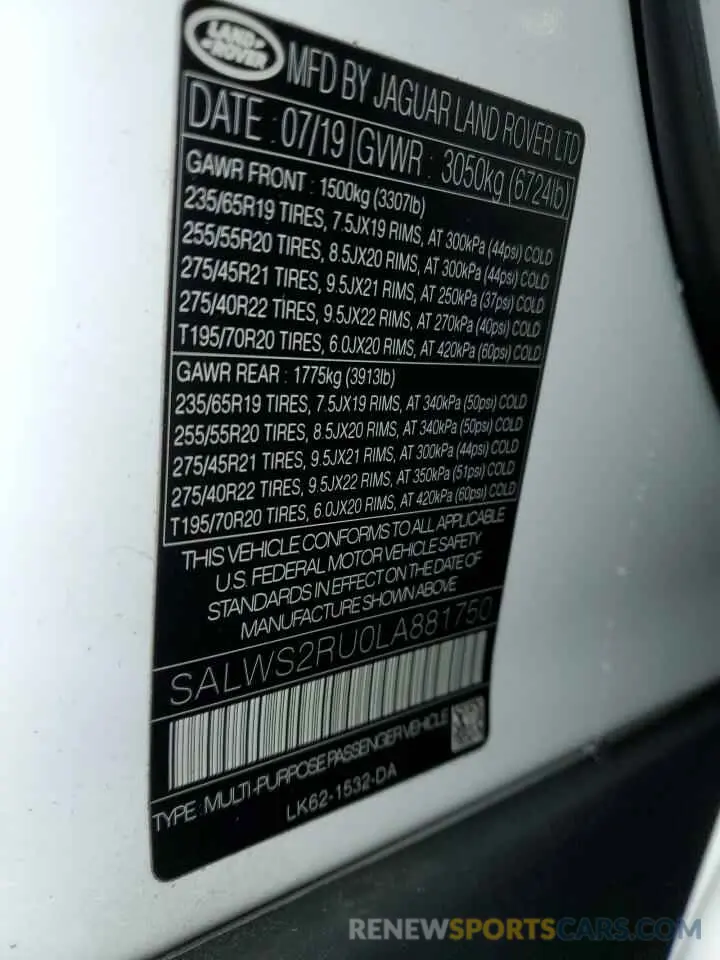 LAND ROVER
MFD BY JAGUAR LAND ROVER LTD
DATE : 07/19 GVWR : 3050kg (6724lb)
GAWR FRONT : 1500kg (3307lb)
235/65R19 TIRES, 7.5JX19 RIMS, AT 300kPa (44psi) COLD
255/55R20 TIRES, 8.5JX20 RIMS, AT 300kPa (44psi) COLD
275/45R21 TIRES, 9.5JX21 RIMS, AT 250kPa (37psi) COLD
275/40R22 TIRES, 9.5JX22 RIMS, AT 270kPa (40psi) COLD
T195/70R20 TIRES, 6.0JX20 RIMS, AT 420kPa (60psi) COLD
GAWR REAR : 1775kg (3913lb)
235/65R19 TIRES, 7.5JX19 RIMS, AT 340kPa (50psi) COLD
255/55R20 TIRES, 8.5JX20 RIMS, AT 340kPa (50psi) COLD
275/45R21 TIRES, 9.5JX21 RIMS, AT 300kPa (44psi) COLD
275/40R22 TIRES, 9.5JX22 RIMS, AT 350kPa (51psi) COLD
T195/70R20 TIRES, 6.0JX20 RIMS, AT 420kPa (60psi) COLD
THIS VEHICLE CONFORMS TO ALL APPLICABLE
U.S. FEDERAL MOTOR VEHICLE SAFETY
STANDARDS IN EFFECT ON THE DATE OF
MANUFACTURE SHOWN ABOVE
SALWS2RU0LA881750
TYPE : MULTI-PURPOSE PASSENGER VEHICLE
LK62-1532-DA
RENEWSPORTSCARS.COM